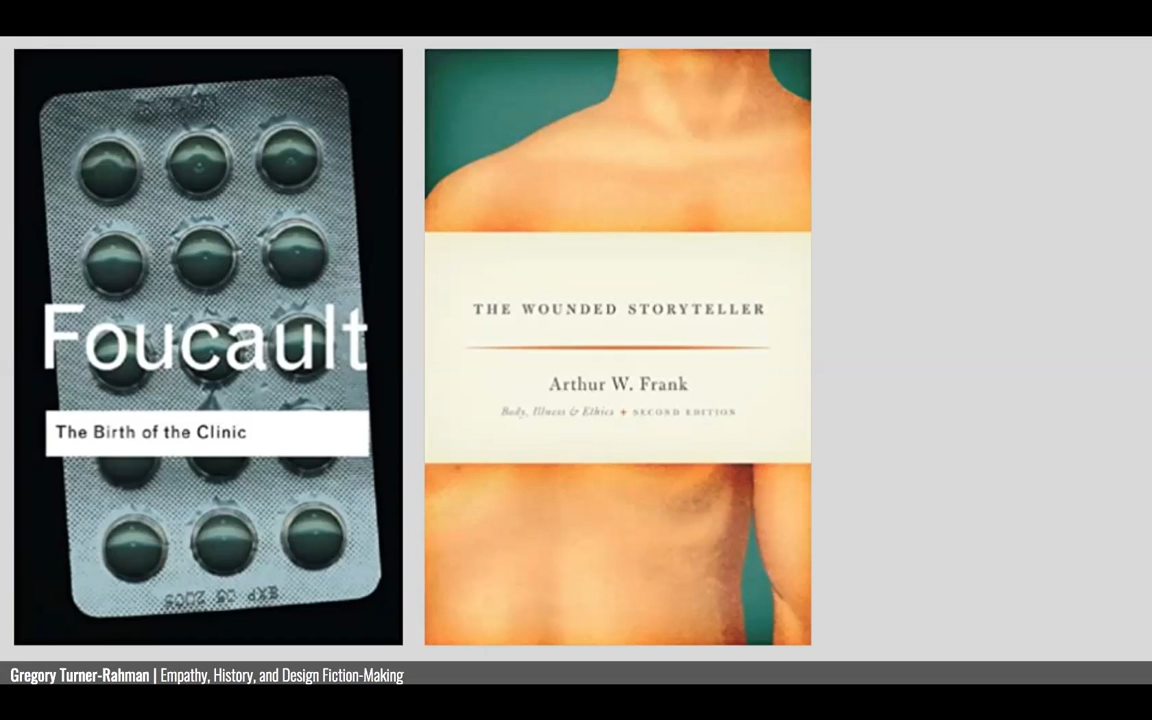 Foucault
The Birth of the Clinic
THE WOUNDED STORYTELLER
Arthur W. Frank
Body, Illness & Ethics + SECOND EDITION
Gregory Turner-Rahman | Empathy, History, and Design Fiction-Making